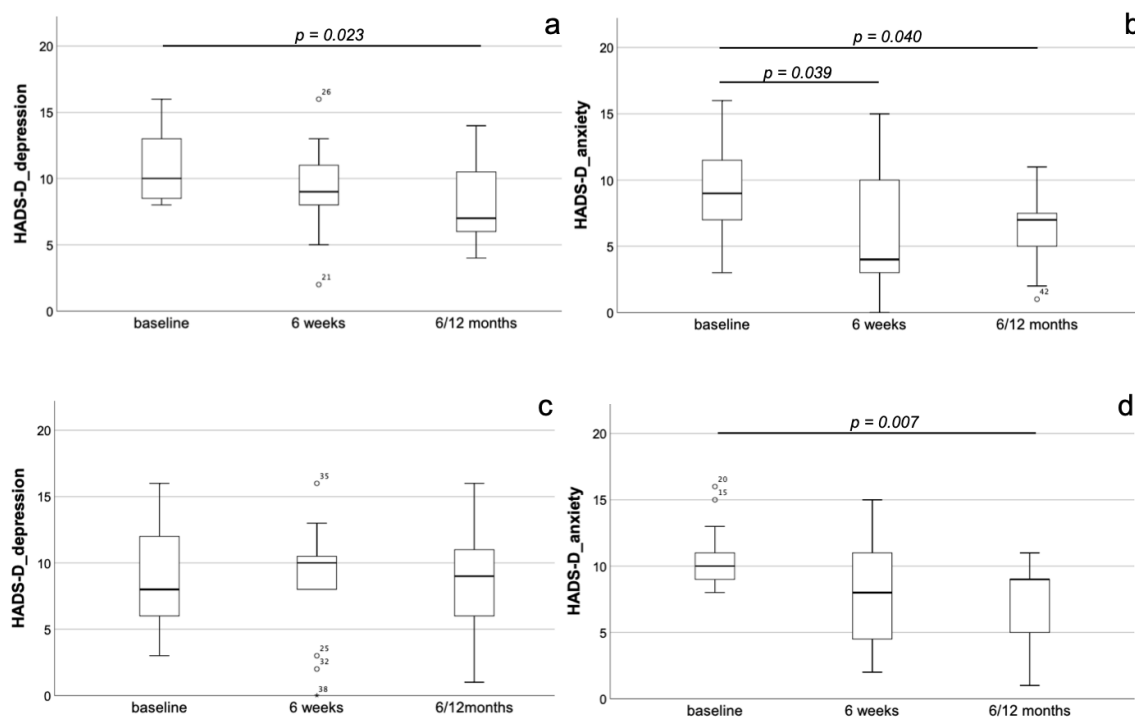 a
p = 0.023
20
15
10
5
0
HADS-D_depression
26
21
baseline
6 weeks
6/12 months
b
p = 0.040
p = 0.039
20
15
10
5
0
HADS-D_anxiety
42
baseline
6 weeks
6/12 months
c
20
15
10
5
0
HADS-D_depression
35
25
32
38
baseline
6 weeks
6/12months
d
p = 0.007
20
15
10
5
0
HADS-D_anxiety
20
15
baseline
6 weeks
6/12 months